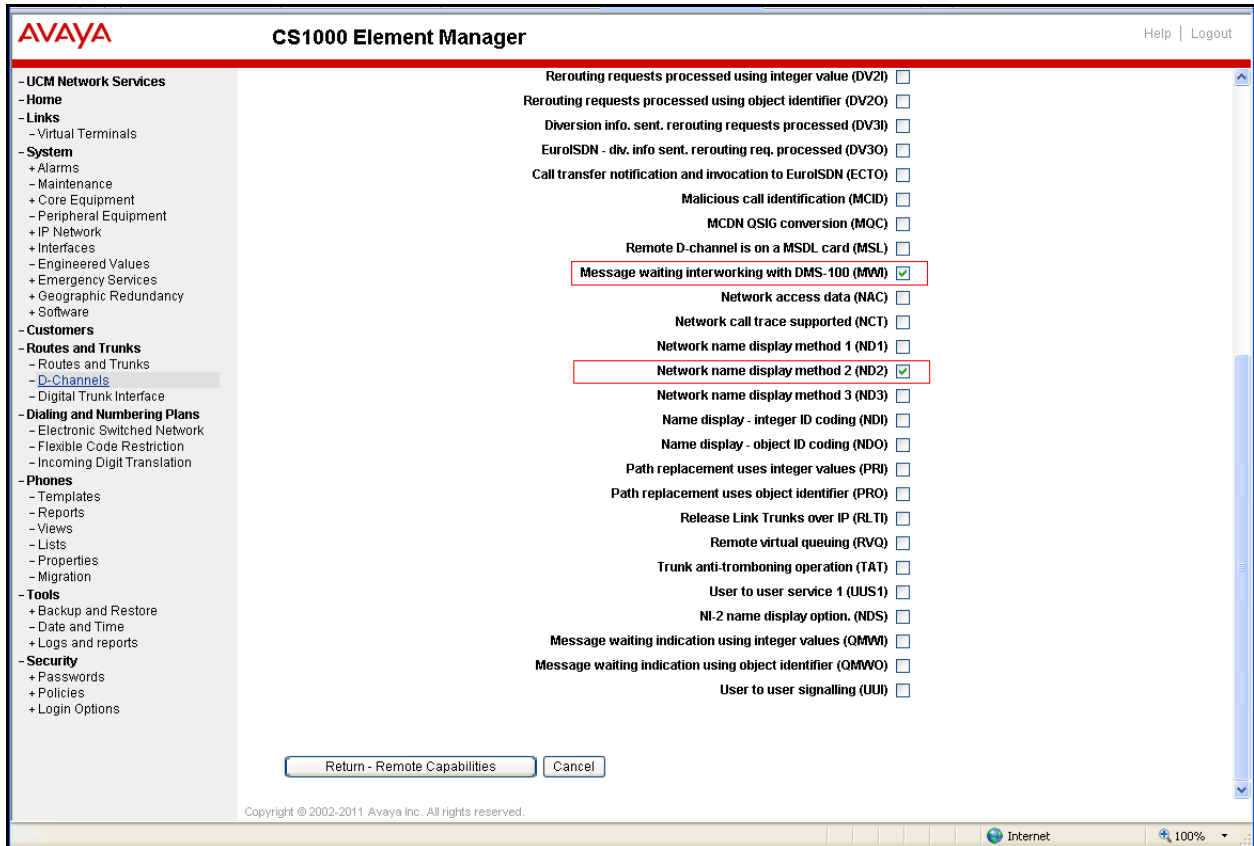 AVAYA
CS1000 Element Manager
Help | Logout
- UCM Network Services
- Home
- Links
- Virtual Terminals
- System
+ Alarms
- Maintenance
+ Core Equipment
- Peripheral Equipment
+ IP Network
+ Interfaces
- Engineered Values
+ Emergency Services
+ Geographic Redundancy
+ Software
- Customers
- Routes and Trunks
- Routes and Trunks
- D-Channels
- Digital Trunk Interface
- Dialing and Numbering Plans
- Electronic Switched Network
- Flexible Code Restriction
- Incoming Digit Translation
- Phones
- Templates
- Reports
- Views
- Lists
- Properties
- Migration
- Tools
+ Backup and Restore
- Date and Time
+ Logs and reports
- Security
+ Passwords
+ Policies
+ Login Options
Rerouting requests processed using integer value (DV2I)
Rerouting requests processed using object identifier (DV2O)
Diversion info. sent. rerouting requests processed (DV3I)
EuroISDN - div. info sent. rerouting req. processed (DV3O)
Call transfer notification and invocation to EuroISDN (ECTO)
Malicious call identification (MCID)
MCDN QSIG conversion (MQC)
Remote D-channel is on a MSDL card (MSL)
Message waiting interworking with DMS-100 (MWI)
Network access data (NAC)
Network call trace supported (NCT)
Network name display method 1 (ND1)
Network name display method 2 (ND2)
Network name display method 3 (ND3)
Name display - integer ID coding (NDI)
Name display - object ID coding (NDO)
Path replacement uses integer values (PRI)
Path replacement uses object identifier (PRO)
Release Link Trunks over IP (RLTI)
Remote virtual queuing (RVQ)
Trunk anti-tromboning operation (TAT)
User to user service 1 (UUS1)
NI-2 name display option. (NDS)
Message waiting indication using integer values (QMWI)
Message waiting indication using object identifier (QMWO)
User to user signalling (UUI)
Return - Remote Capabilities
Cancel
Copyright © 2002-2011 Avaya Inc. All rights reserved.
Internet
100%